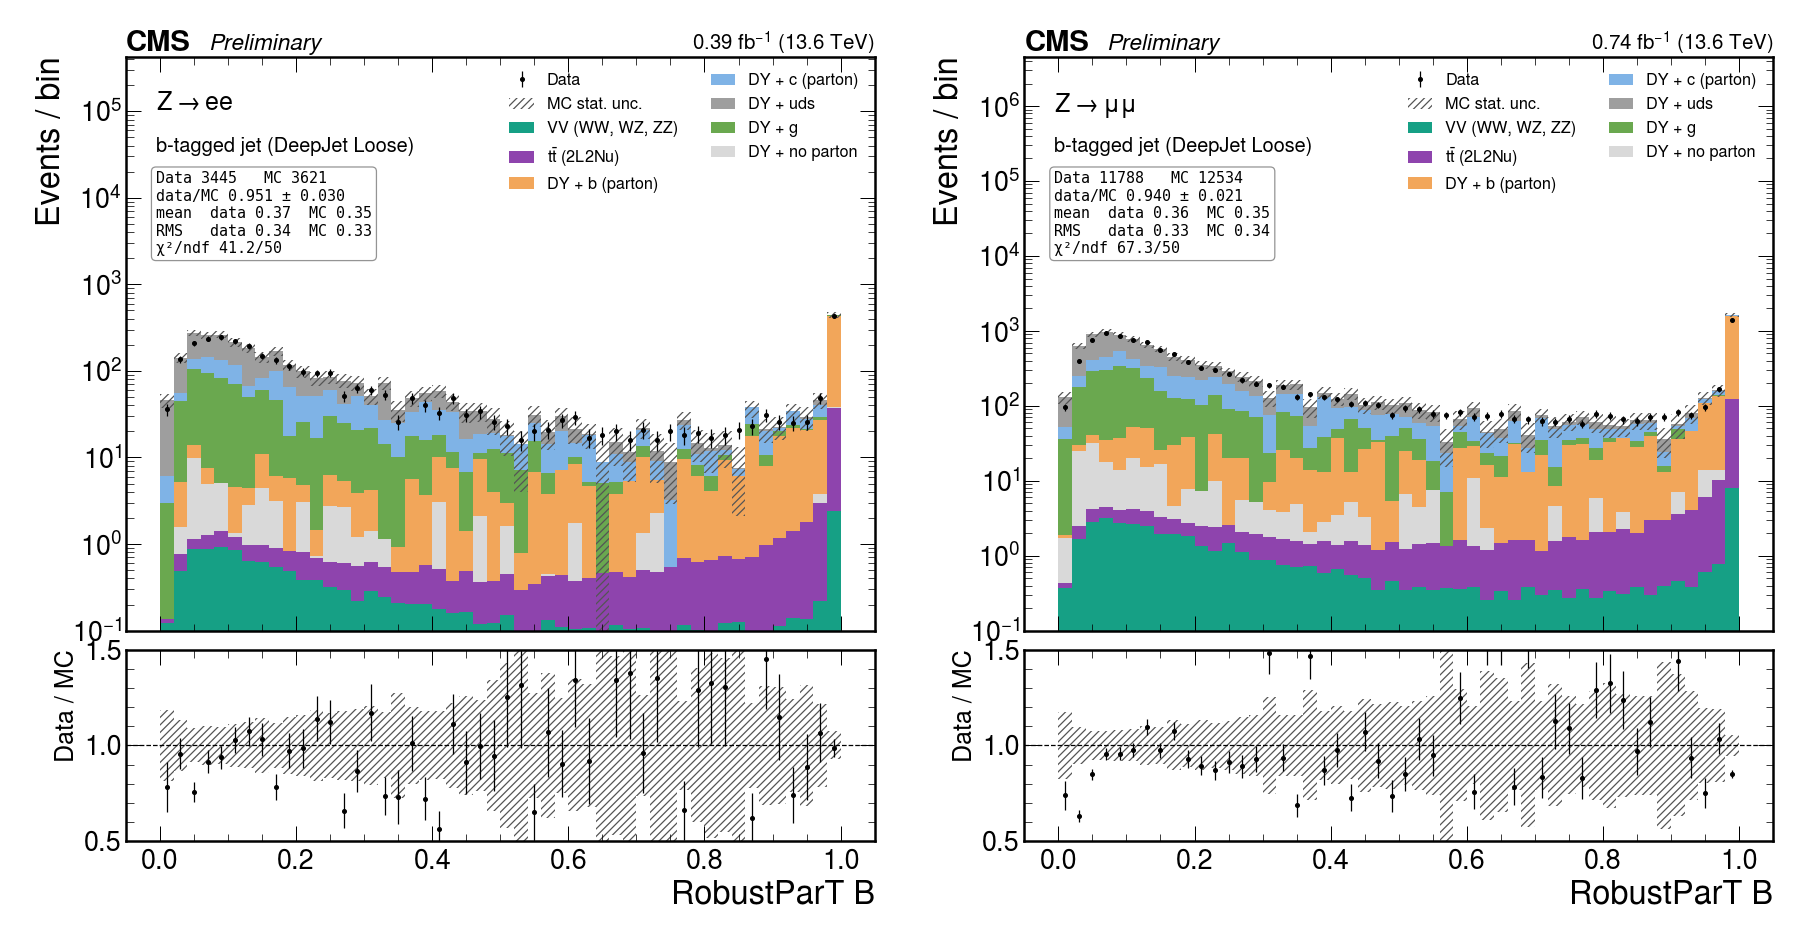 CMS Preliminary 0.39 fb⁻¹ (13.6 TeV)
Events / bin
Z → ee
b-tagged jet (DeepJet Loose)
Data 3445 MC 3621
data/MC 0.951 ± 0.030
mean data 0.37 MC 0.35
RMS data 0.34 MC 0.33
χ²/ndf 41.2/50
Data
MC stat. unc.
VV (WW, WZ, ZZ)
tt̄ (2L2Nu)
DY + b (parton)
DY + c (parton)
DY + uds
DY + g
DY + no parton
10⁵
10⁴
10³
10²
10¹
10⁰
10⁻¹
Data / MC
1.5
1.0
0.5
0.0 0.2 0.4 0.6 0.8 1.0
RobustParT B
CMS Preliminary 0.74 fb⁻¹ (13.6 TeV)
Events / bin
Z → μμ
b-tagged jet (DeepJet Loose)
Data 11788 MC 12534
data/MC 0.940 ± 0.021
mean data 0.36 MC 0.35
RMS data 0.33 MC 0.34
χ²/ndf 67.3/50
Data
MC stat. unc.
VV (WW, WZ, ZZ)
tt̄ (2L2Nu)
DY + b (parton)
DY + c (parton)
DY + uds
DY + g
DY + no parton
10⁶
10⁵
10⁴
10³
10²
10¹
10⁰
10⁻¹
Data / MC
1.5
1.0
0.5
0.0 0.2 0.4 0.6 0.8 1.0
RobustParT B